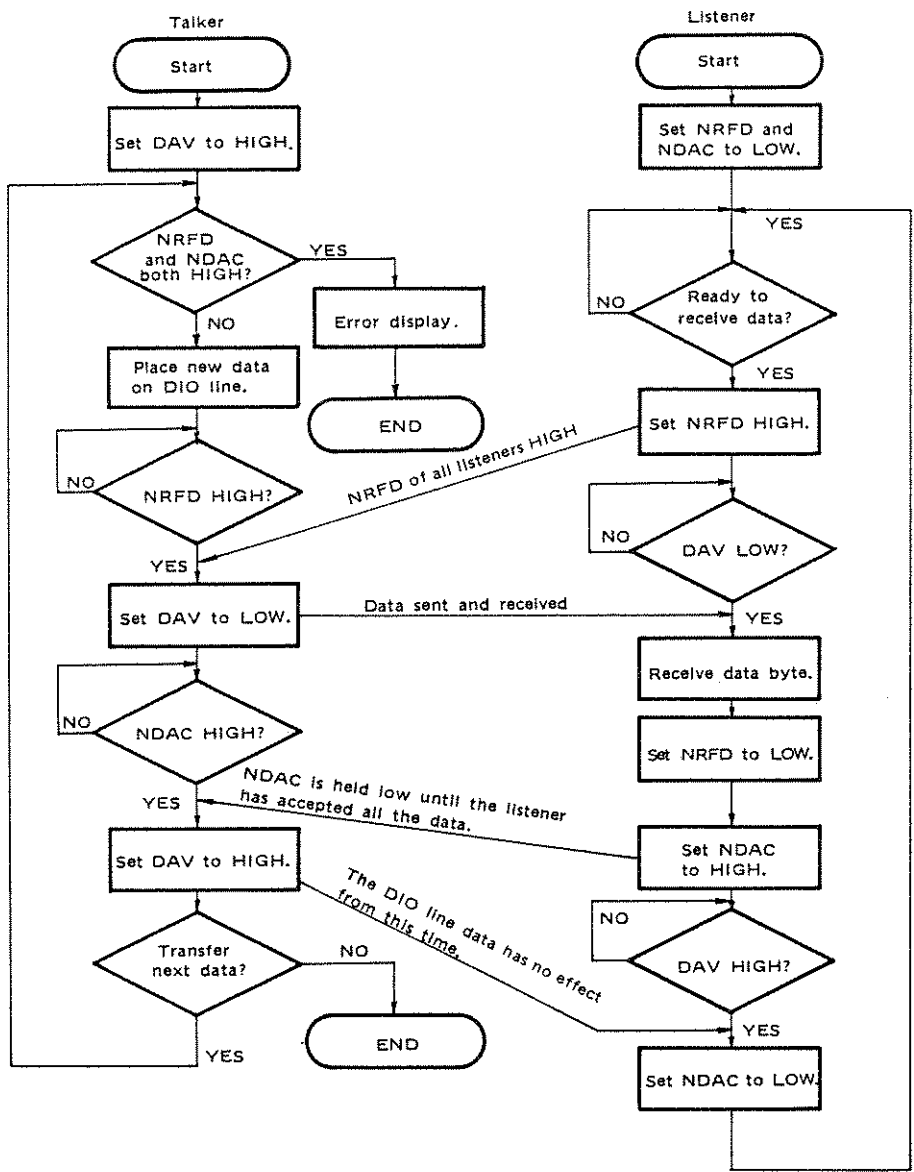 Talker
Start
Set DAV to HIGH.
NRFD
and NDAC
both HIGH?
YES
Error display.
END
NO
Place new data
on DIO line.
NO
NRFD HIGH?
YES
Set DAV to LOW.
NO
NDAC HIGH?
YES
Set DAV to HIGH.
Transfer
next data?
NO
END
YES
NRFD of all listeners HIGH
Data sent and received
NDAC is held low until the listener
has accepted all the data.
The DIO line data has no effect
from this time.
Listener
Start
Set NRFD and
NDAC to LOW.
YES
NO
Ready to
receive data?
YES
Set NRFD HIGH.
NO
DAV LOW?
YES
Receive data byte.
Set NRFD to LOW.
Set NDAC
to HIGH.
NO
DAV HIGH?
YES
Set NDAC to LOW.